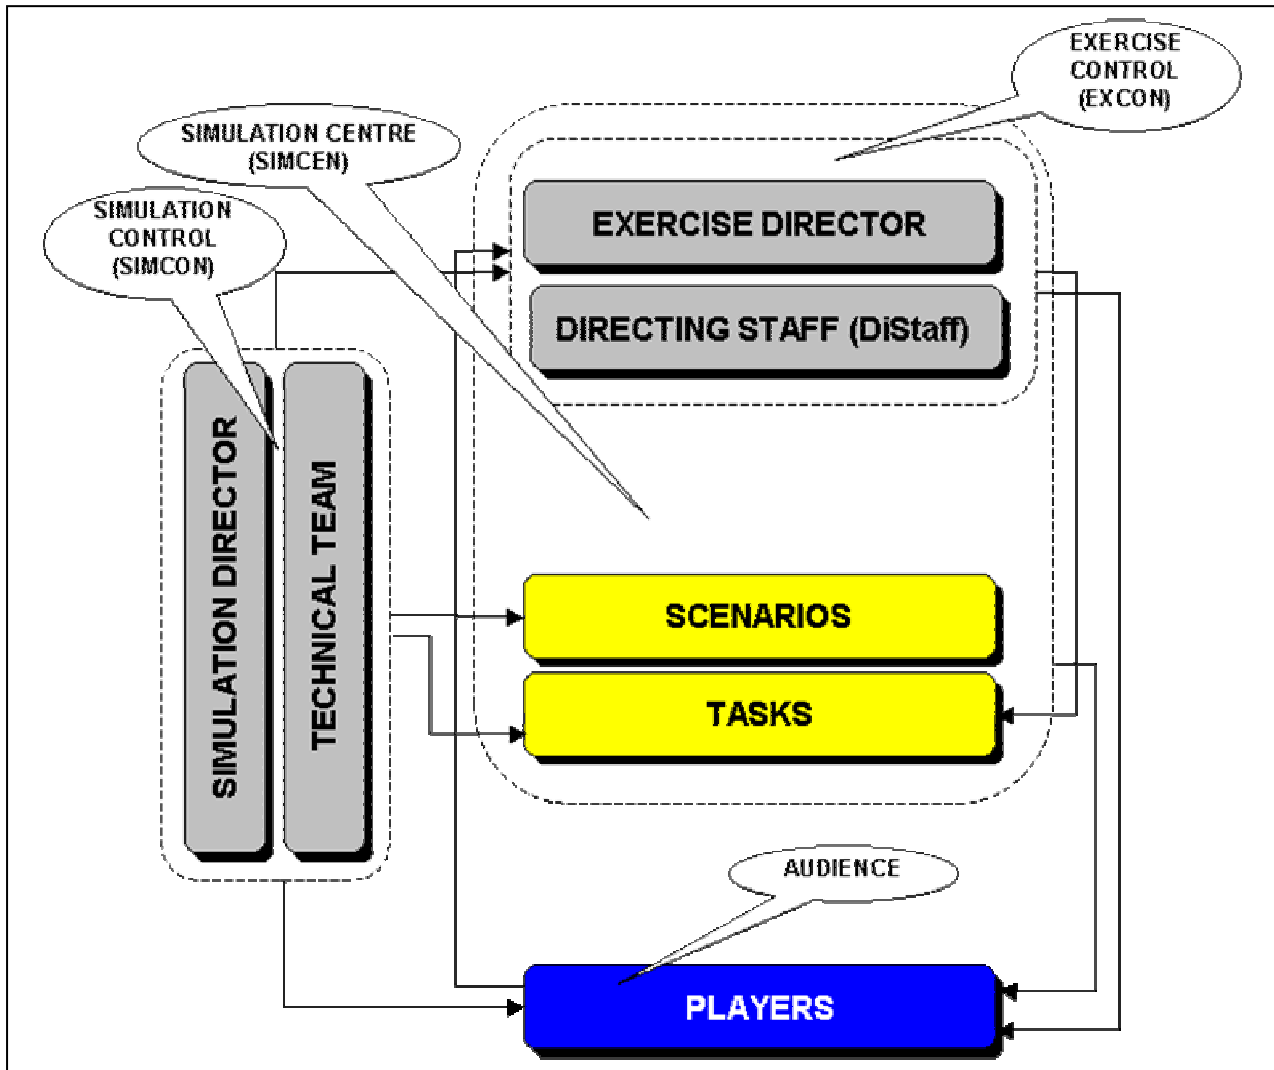 EXERCISE
CONTROL
(EXCON)
SIMULATION CENTRE
(SIMCEN)
SIMULATION
CONTROL
(SIMCON)
EXERCISE DIRECTOR
DIRECTING STAFF (DiStaff)
SIMULATION DIRECTOR
TECHNICAL TEAM
SCENARIOS
TASKS
AUDIENCE
PLAYERS